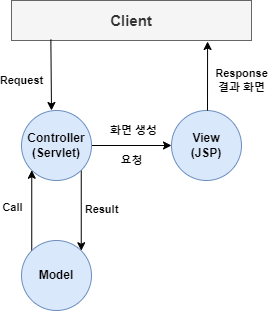 Client
Request
Response
결과 화면
Controller
(Servlet)
화면 생성
요청
View
(JSP)
Call
Result
Model